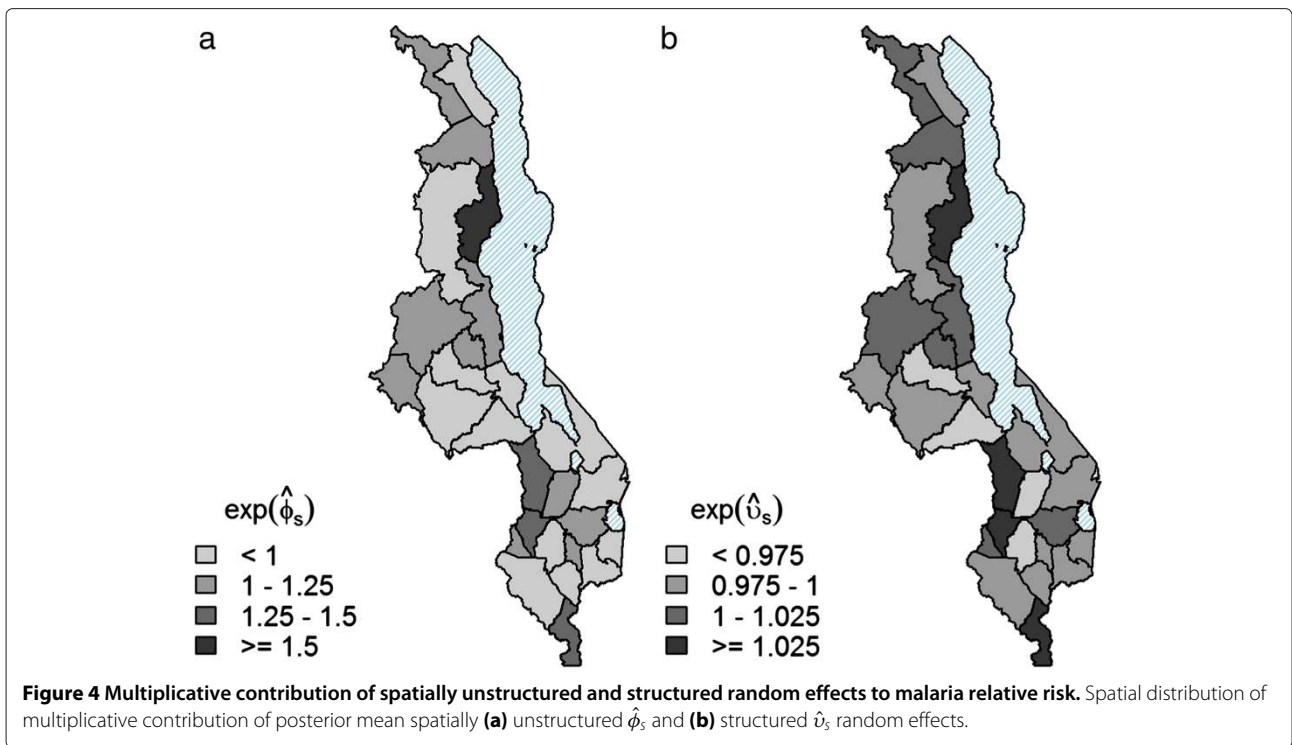 a
b
exp(ϕ̂ₛ)
< 1
1 - 1.25
1.25 - 1.5
>= 1.5
exp(υ̂ₛ)
< 0.975
0.975 - 1
1 - 1.025
>= 1.025
Figure 4 Multiplicative contribution of spatially unstructured and structured random effects to malaria relative risk. Spatial distribution of
multiplicative contribution of posterior mean spatially (a) unstructured ϕ̂ₛ and (b) structured υ̂ₛ random effects.